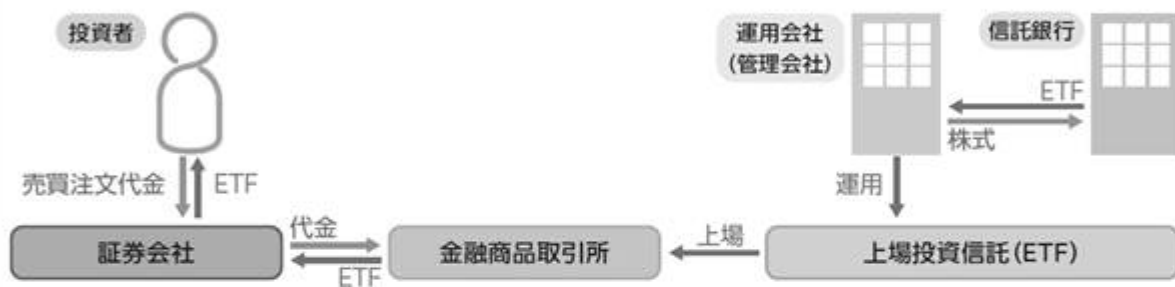 投資者
運用会社
(管理会社)
信託銀行
ETF
株式
売買注文代金
ETF
運用
証券会社
代金
ETF
金融商品取引所
上場
上場投資信託(ETF)